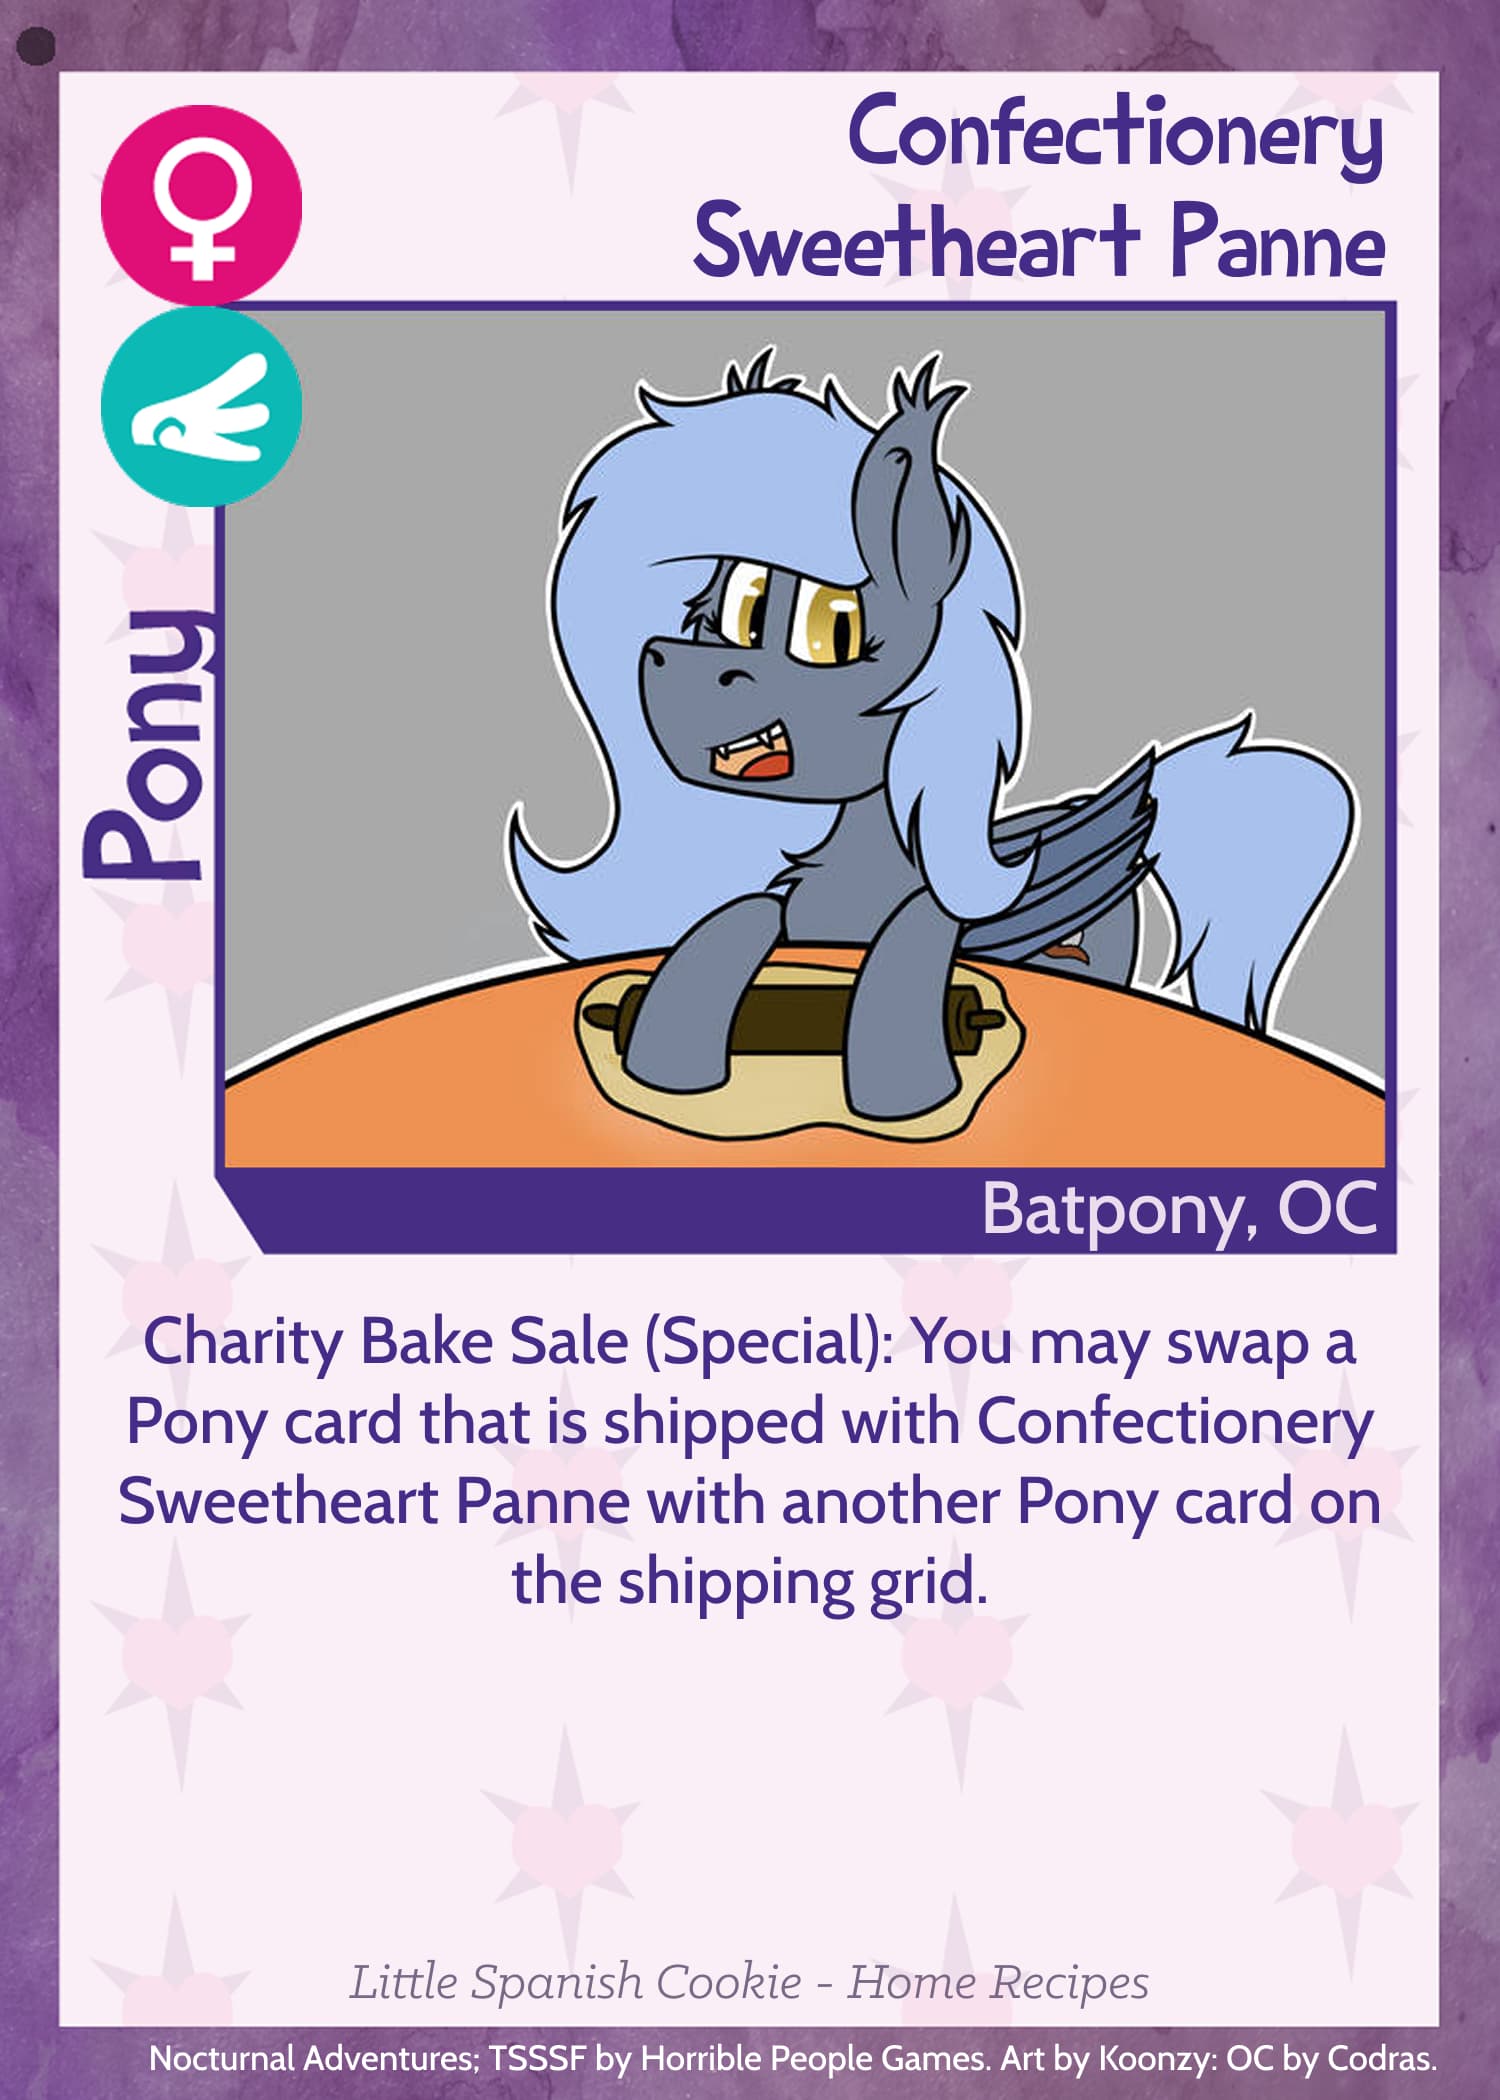 Confectionery
Sweetheart Panne
Pony
Batpony, OC
Charity Bake Sale (Special): You may swap a
Pony card that is shipped with Confectionery
Sweetheart Panne with another Pony card on
the shipping grid.
Little Spanish Cookie - Home Recipes
Nocturnal Adventures; TSSSF by Horrible People Games. Art by Koonzy: OC by Codras.